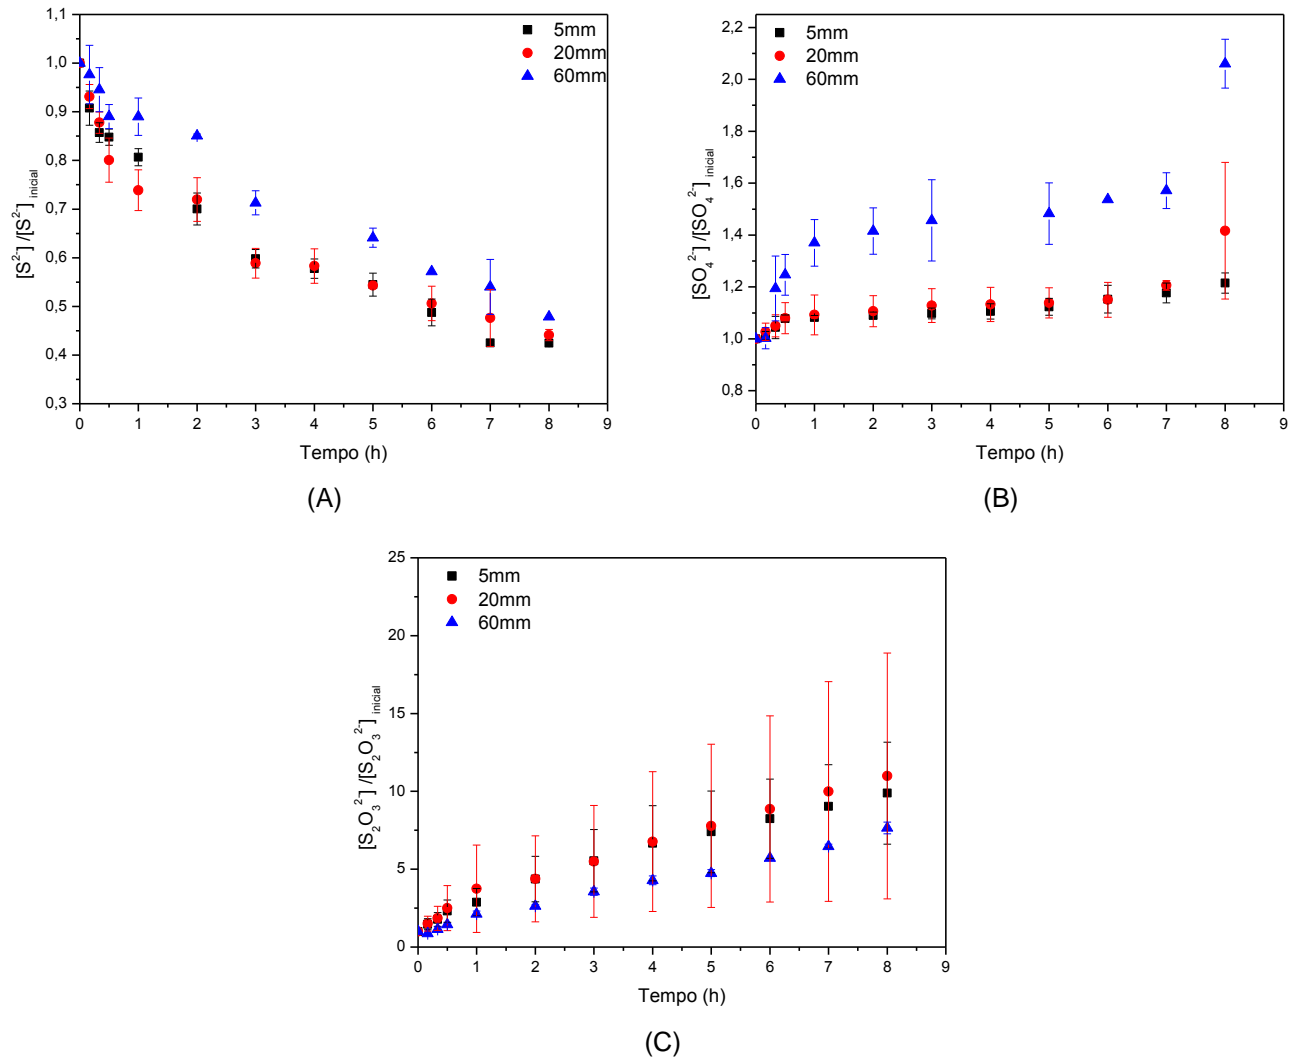 1,1
1,0
0,9
0,8
0,7
0,6
0,5
0,4
0,3
[S²⁻] /[S²⁻] inicial
5mm
20mm
60mm
0 1 2 3 4 5 6 7 8 9
Tempo (h)
(A)
2,2
2,0
1,8
1,6
1,4
1,2
1,0
0,8
[SO₄²⁻] /[SO₄²⁻] inicial
5mm
20mm
60mm
0 1 2 3 4 5 6 7 8 9
Tempo (h)
(B)
25
20
15
10
5
0
[S₂O₃²⁻] /[S₂O₃²⁻] inicial
5mm
20mm
60mm
0 1 2 3 4 5 6 7 8 9
Tempo (h)
(C)